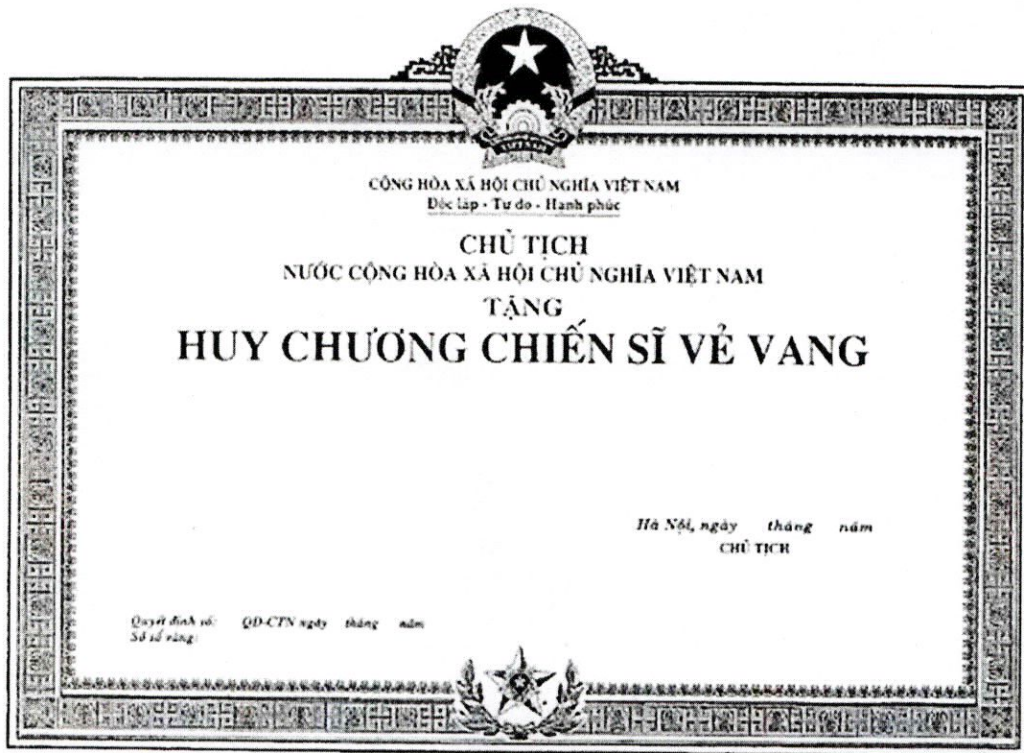 VIỆT NAM
CỘNG HÒA XÃ HỘI CHỦ NGHĨA VIỆT NAM
Độc lập - Tự do - Hạnh phúc
CHỦ TỊCH
NƯỚC CỘNG HÒA XÃ HỘI CHỦ NGHĨA VIỆT NAM
TẶNG
HUY CHƯƠNG CHIẾN SĨ VẺ VANG
Hà Nội, ngày tháng năm
CHỦ TỊCH
Quyết định số: QĐ-CTN ngày tháng năm
Số sổ vàng: